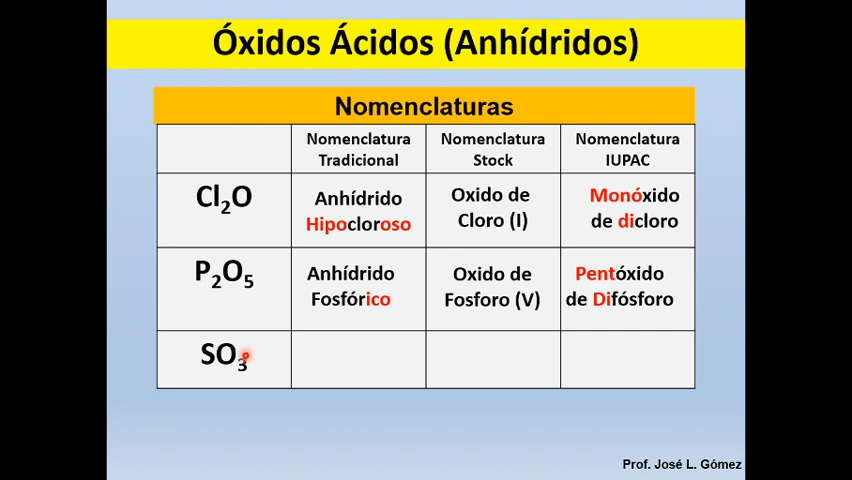 Óxidos Ácidos (Anhídridos)
Nomenclaturas
Nomenclatura
Tradicional
Nomenclatura
Stock
Nomenclatura
IUPAC
Cl₂O
Anhídrido
Hipocloroso
Oxido de
Cloro (I)
Monóxido
de dicloro
P₂O₅
Anhídrido
Fosfórico
Oxido de
Fosforo (V)
Pentóxido
de Difósforo
SO₃
Prof. José L. Gómez